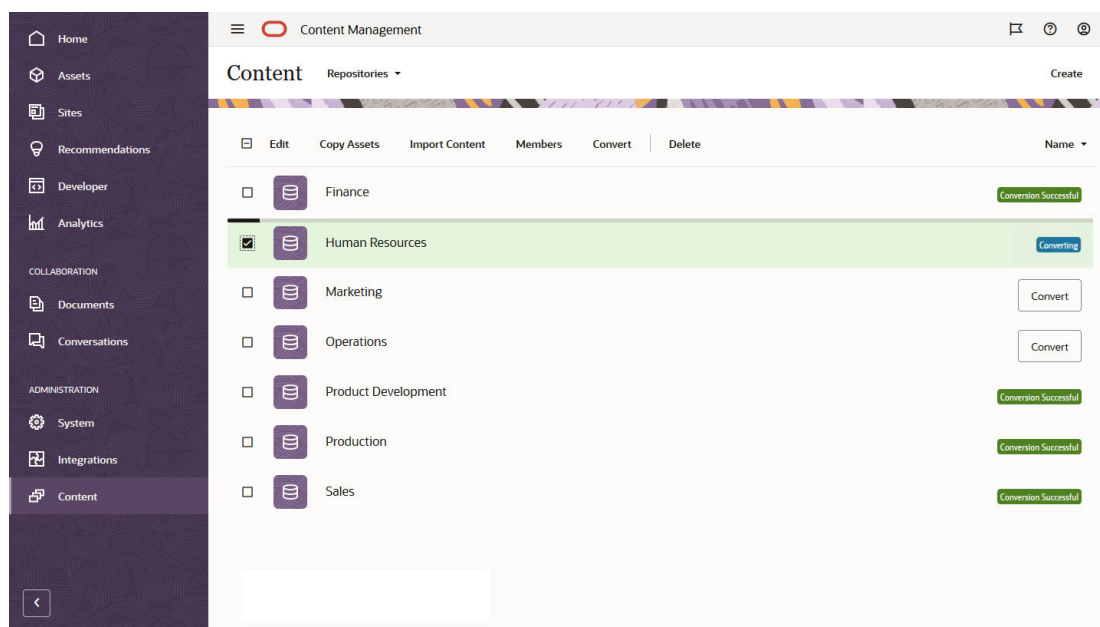 Home
Assets
Sites
Recommendations
Developer
Analytics
COLLABORATION
Documents
Conversations
ADMINISTRATION
System
Integrations
Content
Content Management
Content Repositories Create
Edit Copy Assets Import Content Members Convert Delete Name
Finance Conversion Successful
Human Resources Converting
Marketing Convert
Operations Convert
Product Development Conversion Successful
Production Conversion Successful
Sales Conversion Successful